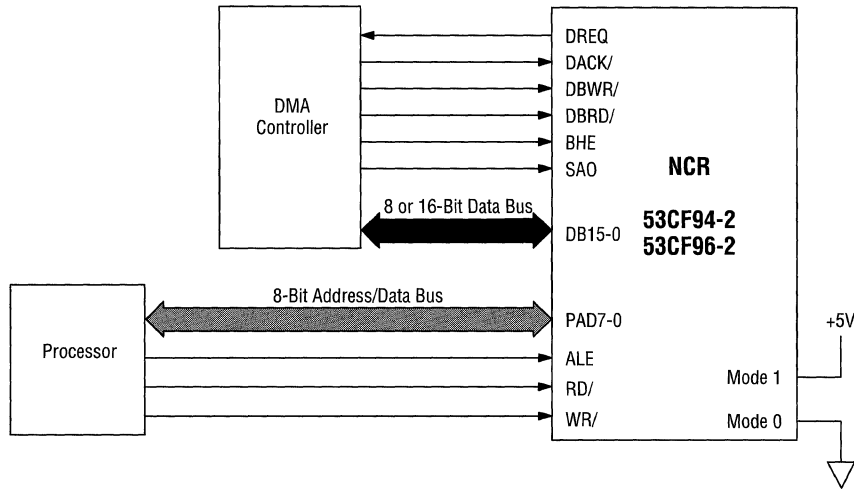 DMA
Controller
DREQ
DACK/
DBWR/
DBRD/
BHE
SAO
8 or 16-Bit Data Bus
DB15-0
NCR
53CF94-2
53CF96-2
8-Bit Address/Data Bus
PAD7-0
Processor
ALE
RD/
WR/
+5V
Mode 1
Mode 0